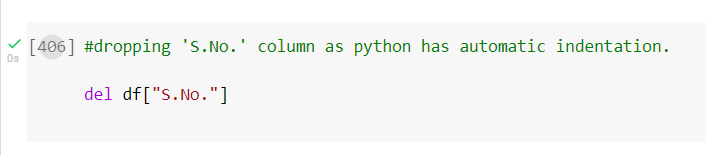 [406] #dropping 'S.No.' column as python has automatic indentation.
0s
del df["S.No."]